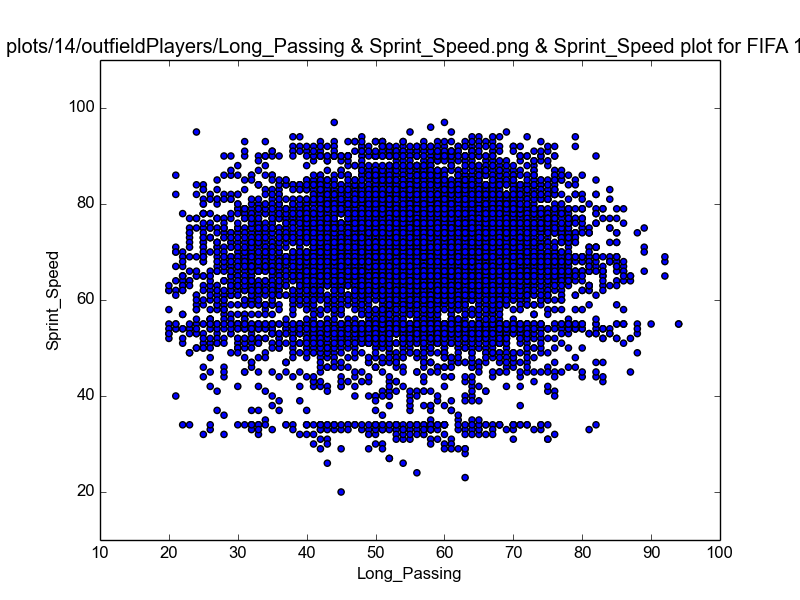 plots/14/outfieldPlayers/Long_Passing & Sprint_Speed.png & Sprint_Speed plot for FIFA 1
100
80
60
40
20
Sprint_Speed
10 20 30 40 50 60 70 80 90 100
Long_Passing